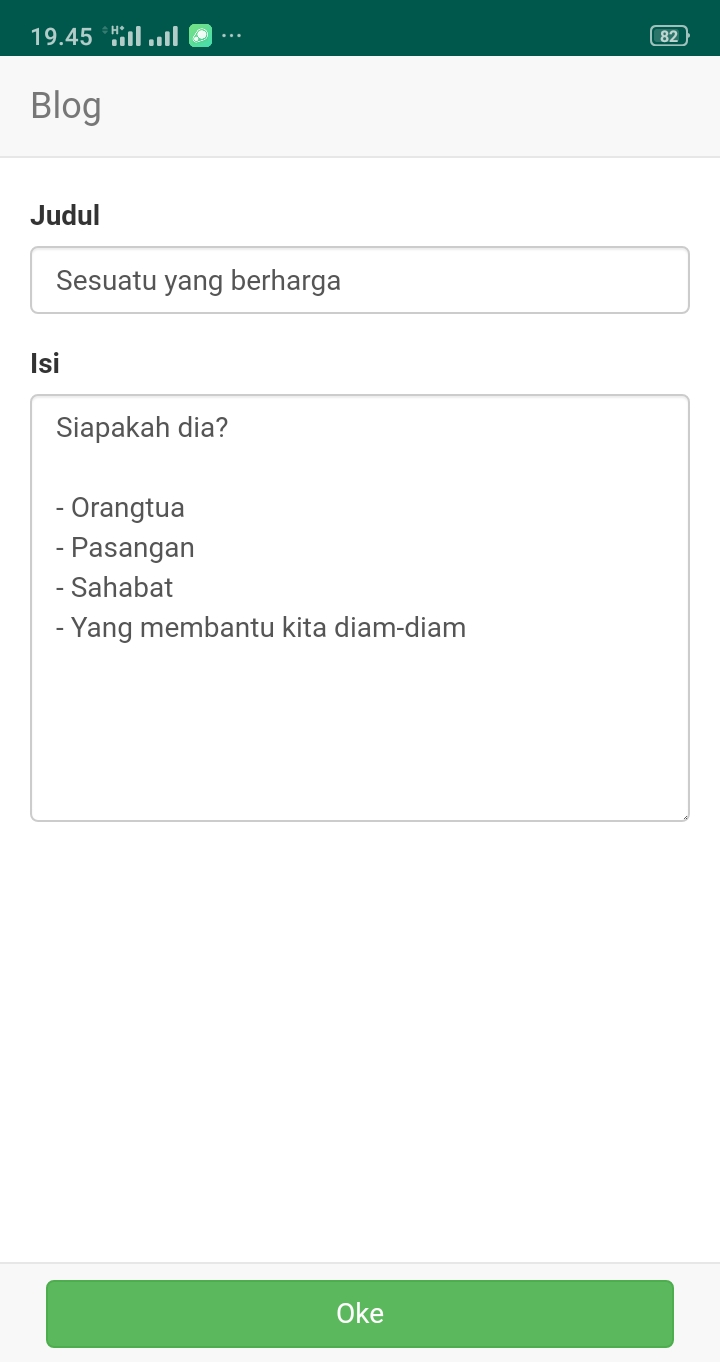 19.45 H+ 82
Blog
Judul
Sesuatu yang berharga
Isi
Siapakah dia?
- Orangtua
- Pasangan
- Sahabat
- Yang membantu kita diam-diam
Oke